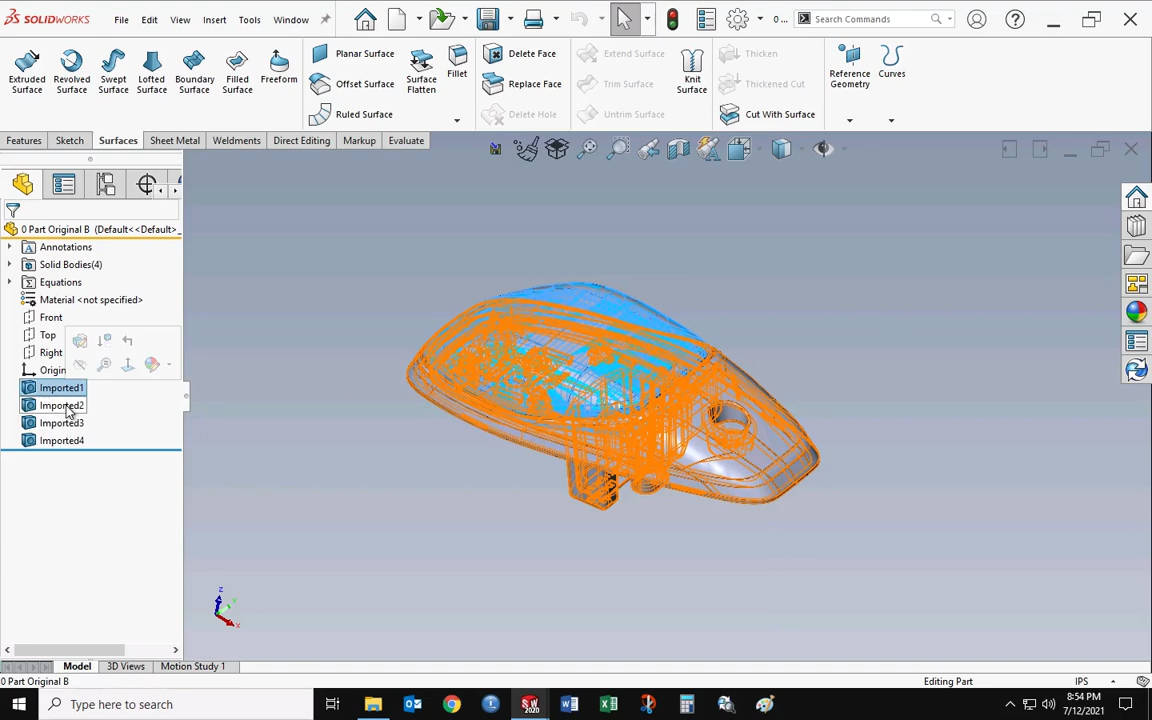 SOLIDWORKS File Edit View Insert Tools Window 0 ... Search Commands
Extruded Surface Revolved Surface Swept Surface Lofted Surface Boundary Surface Filled Surface Freeform
Planar Surface
Offset Surface
Ruled Surface
Surface Flatten Fillet
Delete Face
Replace Face
Delete Hole
Extend Surface
Trim Surface
Untrim Surface
Knit Surface
Thicken
Thickened Cut
Cut With Surface
Reference Geometry Curves
Features Sketch Surfaces Sheet Metal Weldments Direct Editing Markup Evaluate
0 Part Original B (Default<<Default>_
Annotations
Solid Bodies(4)
Equations
Material <not specified>
Front
Top
Right
Origin
Imported1
Imported2
Imported3
Imported4
Model 3D Views Motion Study 1
0 Part Original B Editing Part IPS
Type here to search
SW 2020
8:54 PM
7/12/2021